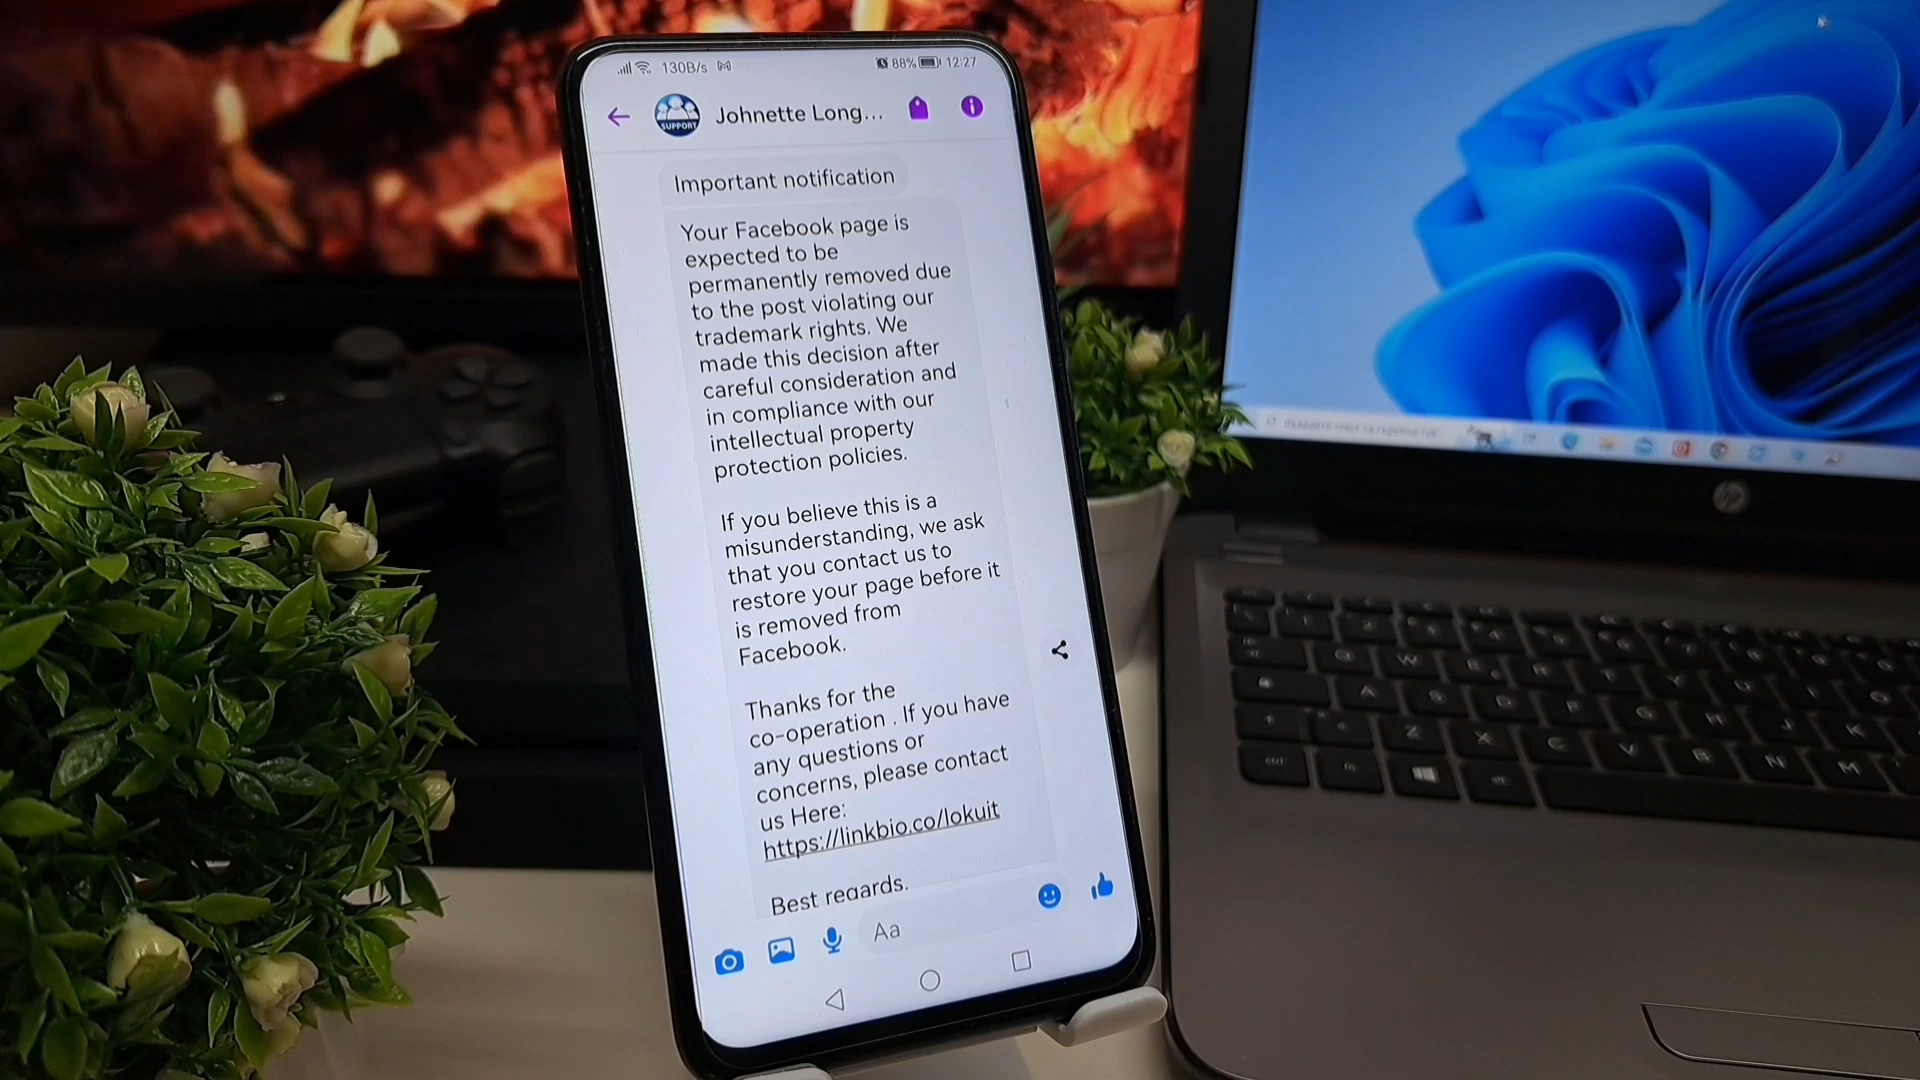 130B/s 88% 12:27
SUPPORT
Johnette Long...
Important notification
Your Facebook page is
expected to be
permanently removed due
to the post violating our
trademark rights. We
made this decision after
careful consideration and
in compliance with our
intellectual property
protection policies.
If you believe this is a
misunderstanding, we ask
that you contact us to
restore your page before it
is removed from
Facebook.
Thanks for the
co-operation . If you have
any questions or
concerns, please contact
us Here:
https://linkbio.co/lokuit
Best regards.
Aa
hp
Q W E R T Y U I O
A S D F G H J K
Z X C V B N M